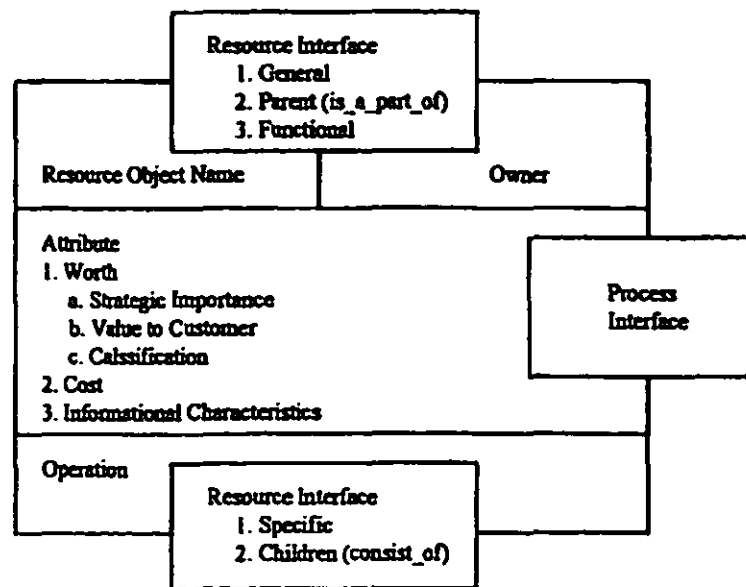 Resource Interface
1. General
2. Parent (is_a_part_of)
3. Functional
Resource Object Name
Owner
Attribute
1. Worth
a. Strategic Importance
b. Value to Customer
c. Calssification
2. Cost
3. Informational Characteristics
Process
Interface
Operation
Resource Interface
1. Specific
2. Children (consist_of)